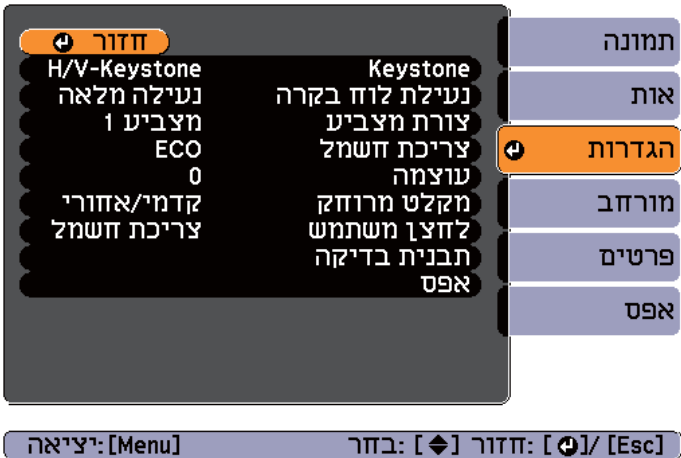 חזור
Keystone H/V-Keystone
נעילת לוח בקרה נעילה מלאה
צורת מצביע מצביע 1
צריכת חשמל ECO
עוצמה 0
מקלט מרוחק קדמי/אחורי
לחצן משתמש צריכת חשמל
תבנית בדיקה
אפס
תמונה
אות
הגדרות
מורחב
פרטים
אפס
[Esc] /[ ] :חזור [ ] :בחר [Menu]:יציאה